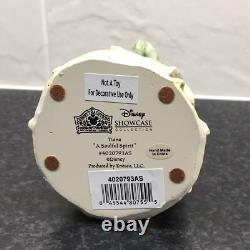 Not A Toy
For Decorative Use Only
Disney
SHOWCASE
COLLECTION
Tiana
"A Soulful Spirit"
#4020793AS
©Disney
Produced by Enesco, LLC.
Hand Made
in China
4020793AS